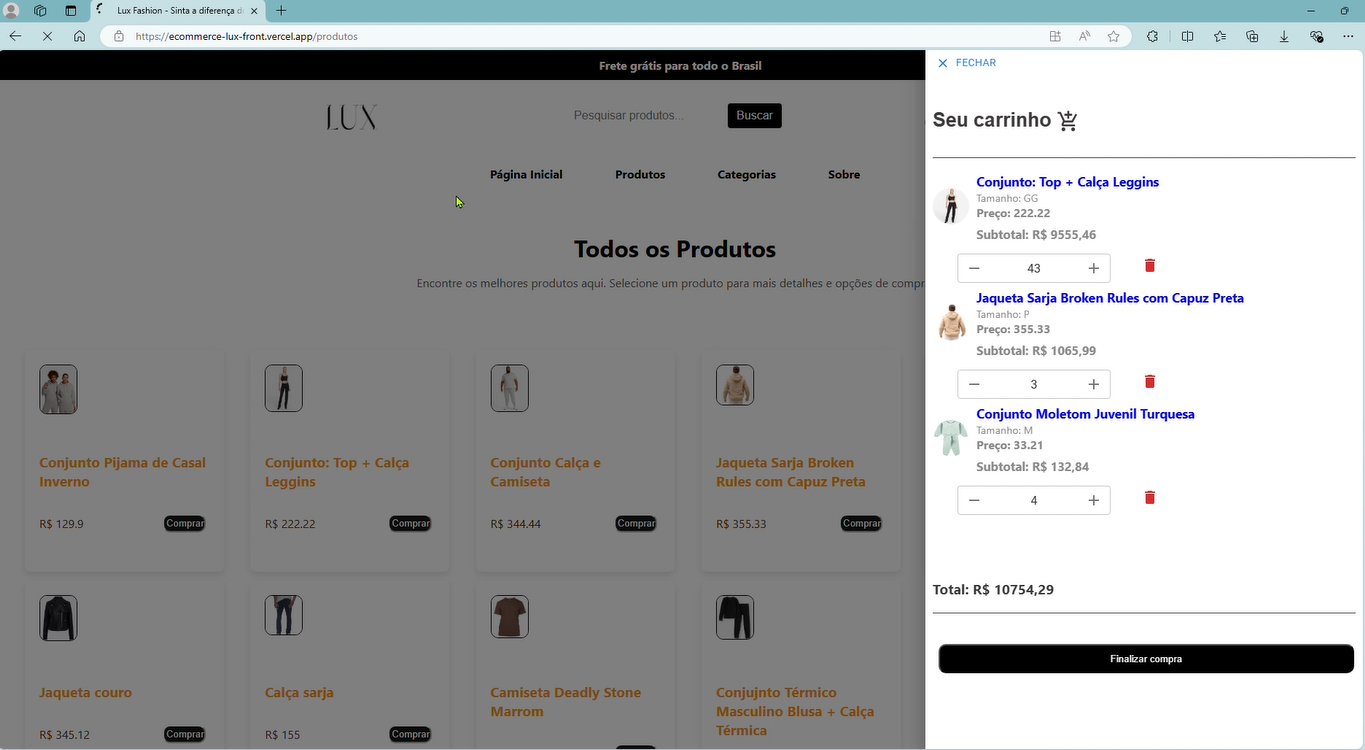 Lux Fashion - Sinta a diferença d
https://ecommerce-lux-front.vercel.app/produtos
Frete grátis para todo o Brasil
LUX
Pesquisar produtos...
Buscar
Página Inicial
Produtos
Categorias
Sobre
Todos os Produtos
Encontre os melhores produtos aqui. Selecione um produto para mais detalhes e opções de compr
Conjunto Pijama de Casal
Inverno
R$ 129.9
Comprar
Conjunto: Top + Calça
Leggins
R$ 222.22
Comprar
Conjunto Calça e
Camiseta
R$ 344.44
Comprar
Jaqueta Sarja Broken
Rules com Capuz Preta
R$ 355.33
Comprar
Jaqueta couro
R$ 345.12
Comprar
Calça sarja
R$ 155
Comprar
Camiseta Deadly Stone
Marrom
Conjujnto Térmico
Masculino Blusa + Calça
Térmica
FECHAR
Seu carrinho
Conjunto: Top + Calça Leggins
Tamanho: GG
Preço: 222.22
Subtotal: R$ 9555,46
43
Jaqueta Sarja Broken Rules com Capuz Preta
Tamanho: P
Preço: 355.33
Subtotal: R$ 1065,99
3
Conjunto Moletom Juvenil Turquesa
Tamanho: M
Preço: 33.21
Subtotal: R$ 132,84
4
Total: R$ 10754,29
Finalizar compra